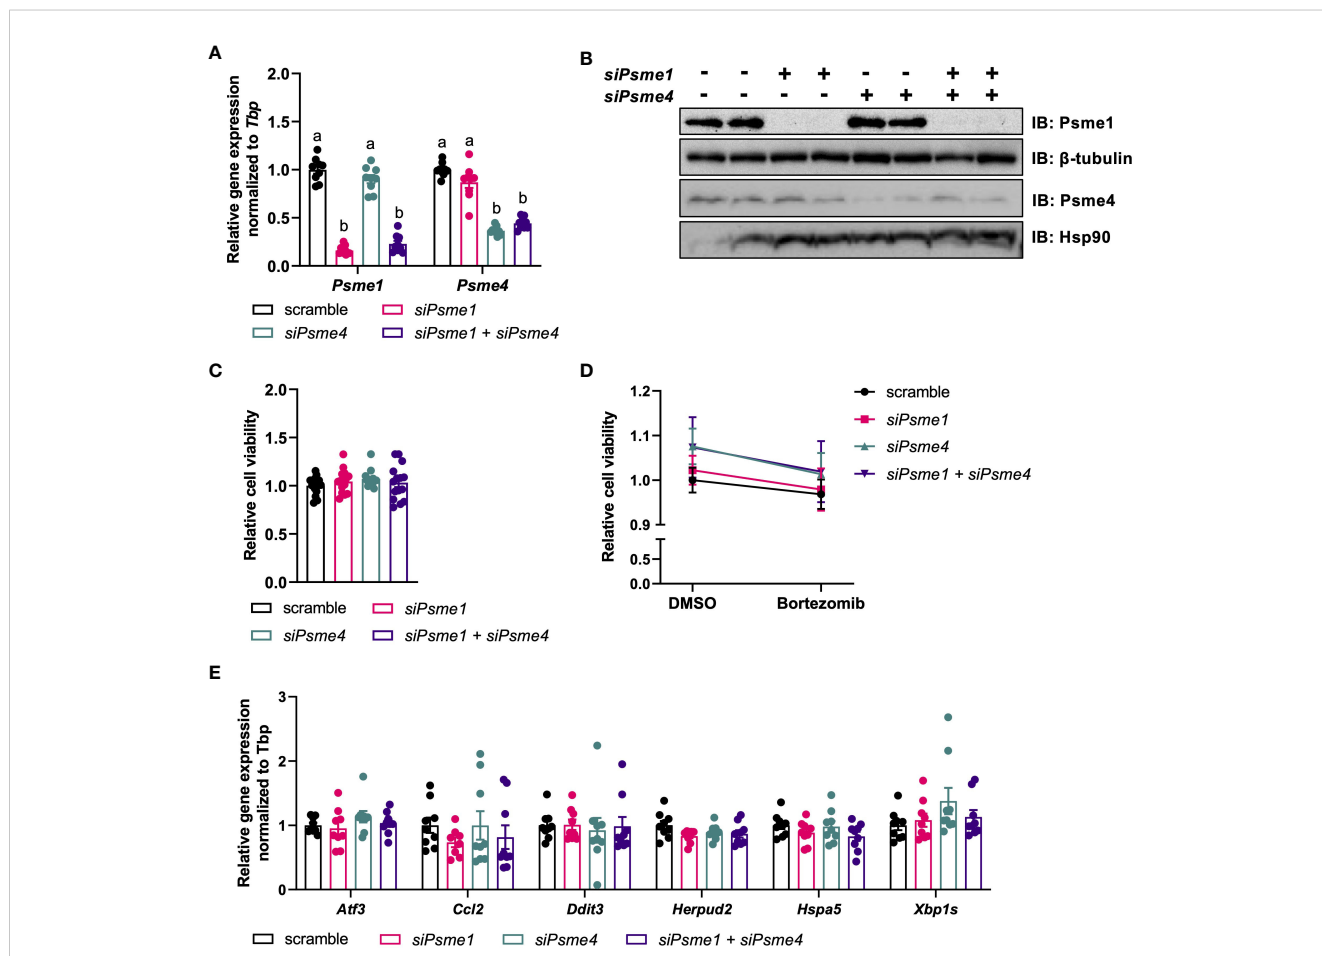 A
Relative gene expression
normalized to Tbp
2.0
1.5
1.0
0.5
0.0
a
b
a
b
a
a
b
b
Psme1
Psme4
scramble
siPsme1
siPsme4
siPsme1 + siPsme4
B
siPsme1 - - + + - - + +
siPsme4 - - - - + + + +
IB: Psme1
IB: β-tubulin
IB: Psme4
IB: Hsp90
C
Relative cell viability
2.0
1.5
1.0
0.5
0.0
scramble
siPsme1
siPsme4
siPsme1 + siPsme4
D
Relative cell viability
1.2
1.1
1.0
0.9
0.5
0.0
DMSO
Bortezomib
scramble
siPsme1
siPsme4
siPsme1 + siPsme4
E
Relative gene expression
normalized to Tbp
3
2
1
0
Atf3
Ccl2
Ddit3
Herpud2
Hspa5
Xbp1s
scramble
siPsme1
siPsme4
siPsme1 + siPsme4